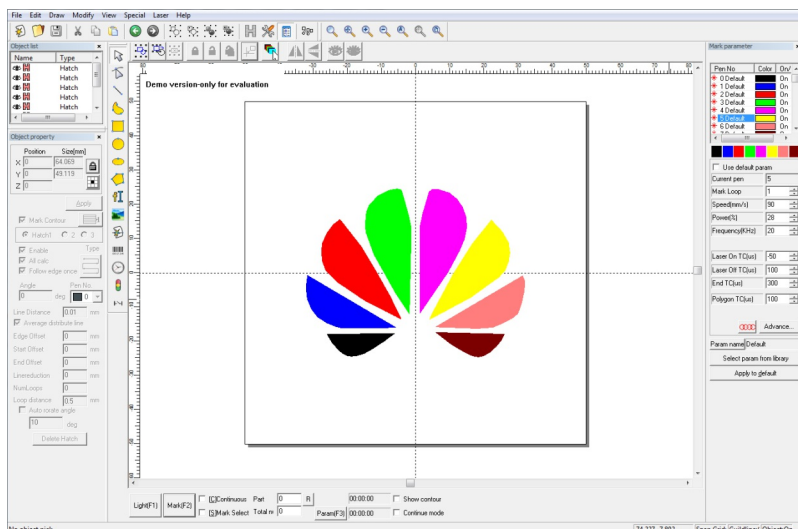 File Edit Draw Modify View Special Laser Help
Object list
Name Type
Hatch
Hatch
Hatch
Hatch
Hatch
Object property
Position Size[mm]
X 0 64.069
Y 0 49.119
Z 0
Apply
Mark Contour
Hatch1 2 3
Enable Type
All calc
Follow edge once
Angle Pen No
0 deg 0
Line Distance 0.01 mm
Average distribute line
Edge Offset 0 mm
Start Offset 0 mm
End Offset 0 mm
Linereduction 0 mm
NumLoops 0
Loop distance 0.5 mm
Auto rotate angle
10 deg
Delete Hatch
Demo version-only for evaluation
Light(F1) Mark(F2) [C]Continuous Part 0 R 00:00:00 Show contour
[S]Mark Select Total 0 Param(F3) 00:00:00 Continue mode
Mark parameter
Pen No Color On/
0 Default On
1 Default On
2 Default On
3 Default On
4 Default On
5 Default On
6 Default On
Use default param
Current pen 5
Mark Loop 1
Speed(mm/s) 90
Power(%) 28
Frequency(KHz) 20
Laser On TC(us) -50
Laser Off TC(us) 100
End TC(us) 300
Polygon TC(us) 100
Advance...
Param name Default
Select param from library
Apply to default